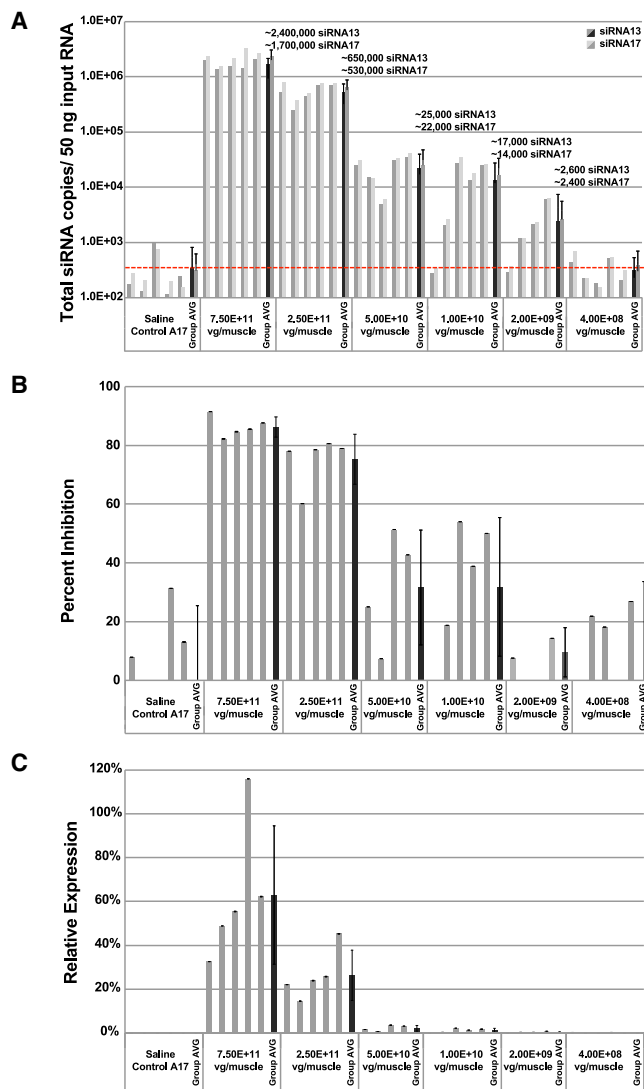 A
Total siRNA copies/ 50 ng input RNA
1.0E+07
1.0E+06
1.0E+05
1.0E+04
1.0E+03
1.0E+02
siRNA13
siRNA17
~2,400,000 siRNA13
~1,700,000 siRNA17
~650,000 siRNA13
~530,000 siRNA17
~25,000 siRNA13
~22,000 siRNA17
~17,000 siRNA13
~14,000 siRNA17
~2,600 siRNA13
~2,400 siRNA17
Saline
Control A17
Group AVG
7.50E+11
vg/muscle
Group AVG
2.50E+11
vg/muscle
Group AVG
5.00E+10
vg/muscle
Group AVG
1.00E+10
vg/muscle
Group AVG
2.00E+09
vg/muscle
Group AVG
4.00E+08
vg/muscle
Group AVG
B
Percent Inhibition
100
80
60
40
20
0
Saline
Control A17
Group AVG
7.50E+11
vg/muscle
Group AVG
2.50E+11
vg/muscle
Group AVG
5.00E+10
vg/muscle
Group AVG
1.00E+10
vg/muscle
Group AVG
2.00E+09
vg/muscle
Group AVG
4.00E+08
vg/muscle
Group AVG
C
Relative Expression
120%
100%
80%
60%
40%
20%
0%
Saline
Control A17
Group AVG
7.50E+11
vg/muscle
Group AVG
2.50E+11
vg/muscle
Group AVG
5.00E+10
vg/muscle
Group AVG
1.00E+10
vg/muscle
Group AVG
2.00E+09
vg/muscle
Group AVG
4.00E+08
vg/muscle
Group AVG